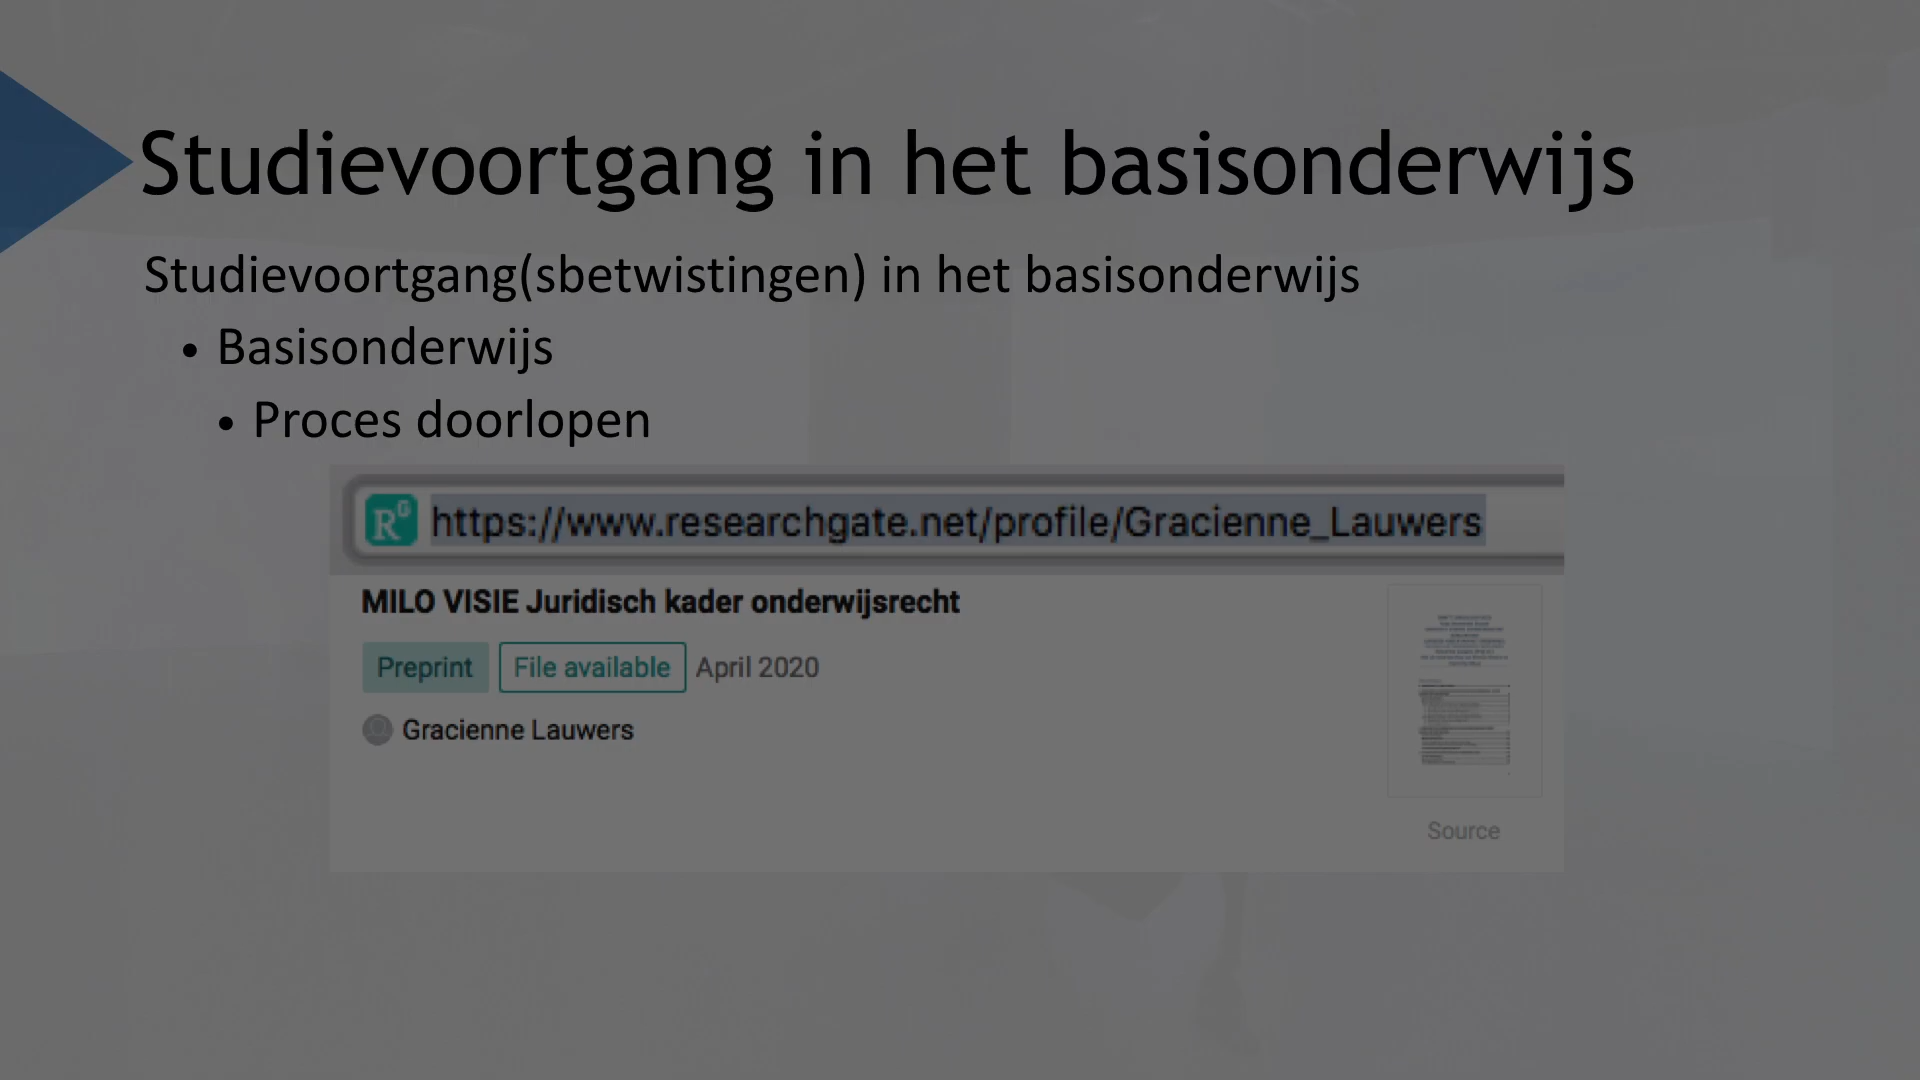 Studievoortgang in het basisonderwijs
Studievoortgang(sbetwistingen) in het basisonderwijs
• Basisonderwijs
• Proces doorlopen
RG https://www.researchgate.net/profile/Gracienne_Lauwers
MILO VISIE Juridisch kader onderwijsrecht
Preprint File available April 2020
Gracienne Lauwers
Source